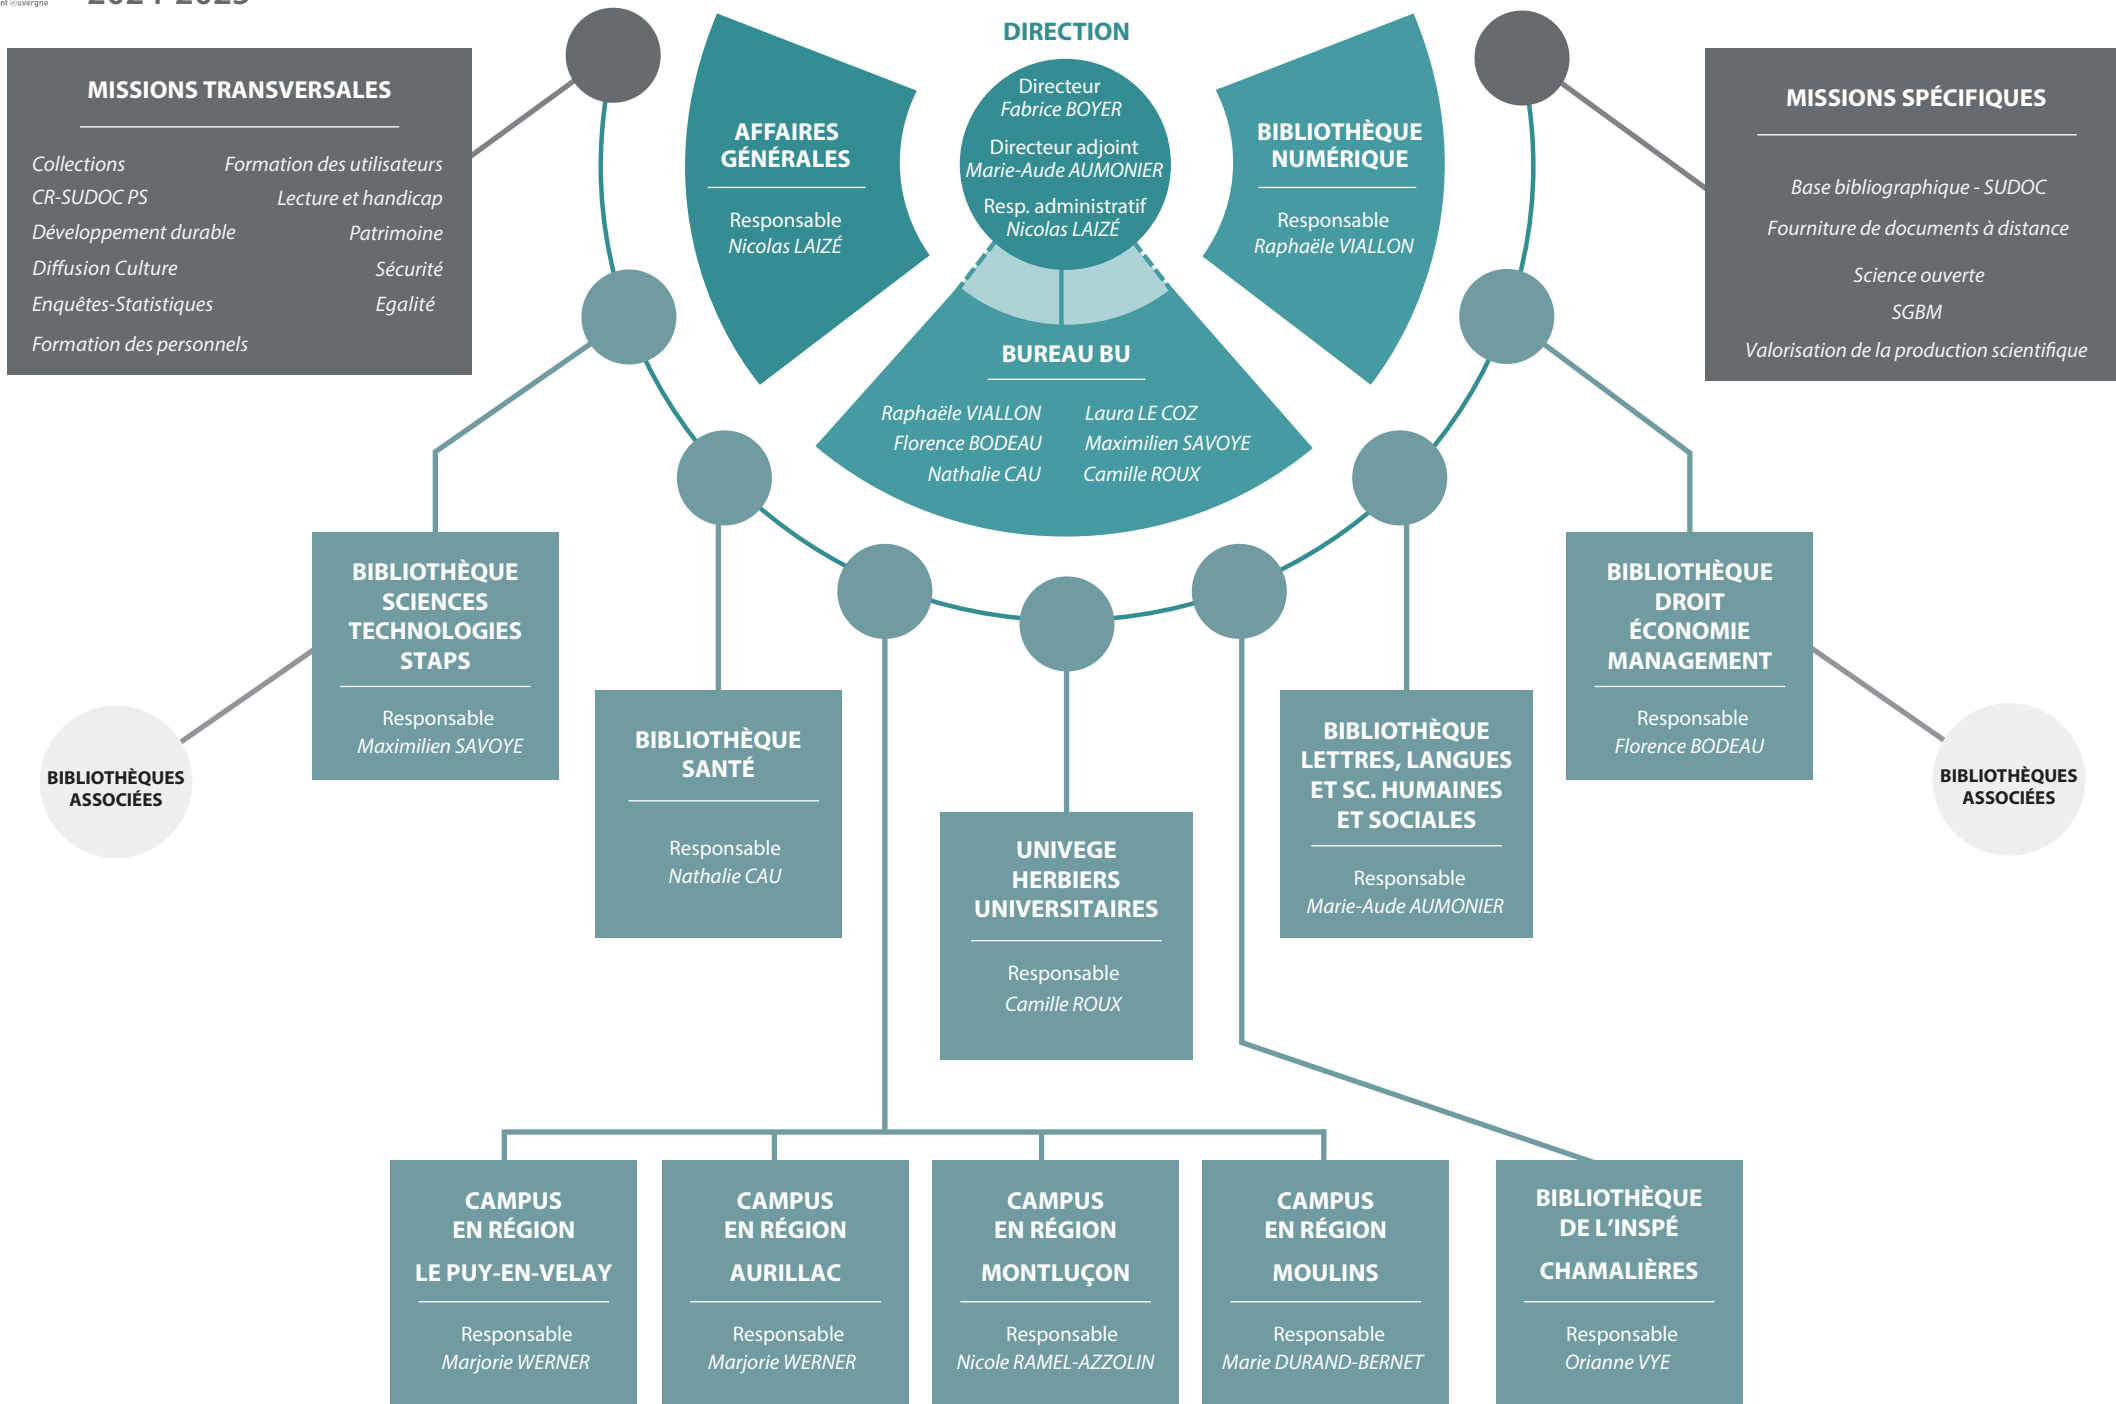 MISSIONS TRANSVERSALES
Collections
CR-SUDOC PS
Développement durable
Diffusion Culture
Enquêtes-Statistiques
Formation des personnels
Formation des utilisateurs
Lecture et handicap
Patrimoine
Sécurité
Egalité
AFFAIRES
GÉNÉRALES
Responsable
Nicolas LAIZÉ
DIRECTION
Directeur
Fabrice BOYER
Directeur adjoint
Marie-Aude AUMONIER
Resp. administratif
Nicolas LAIZÉ
BIBLIOTHÈQUE
NUMÉRIQUE
Responsable
Raphaële VIALLON
MISSIONS SPÉCIFIQUES
Base bibliographique - SUDOC
Fourniture de documents à distance
Science ouverte
SGBM
Valorisation de la production scientifique
BUREAU BU
Raphaële VIALLON
Florence BODEAU
Nathalie CAU
Laura LE COZ
Maximilien SAVOYE
Camille ROUX
BIBLIOTHÈQUE
SCIENCES
TECHNOLOGIES
STAPS
Responsable
Maximilien SAVOYE
BIBLIOTHÈQUES
ASSOCIÉES
BIBLIOTHÈQUE
SANTÉ
Responsable
Nathalie CAU
UNIVEGE
HERBIERS
UNIVERSITAIRES
Responsable
Camille ROUX
BIBLIOTHÈQUE
LETTRES, LANGUES
ET SC. HUMAINES
ET SOCIALES
Responsable
Marie-Aude AUMONIER
BIBLIOTHÈQUE
DROIT
ÉCONOMIE
MANAGEMENT
Responsable
Florence BODEAU
BIBLIOTHÈQUES
ASSOCIÉES
CAMPUS
EN RÉGION
LE PUY-EN-VELAY
Responsable
Marjorie WERNER
CAMPUS
EN RÉGION
AURILLAC
Responsable
Marjorie WERNER
CAMPUS
EN RÉGION
MONTLUÇON
Responsable
Nicole RAMEL-AZZOLIN
CAMPUS
EN RÉGION
MOULINS
Responsable
Marie DURAND-BERNET
BIBLIOTHÈQUE
DE L'INSPÉ
CHAMALIÈRES
Responsable
Orianne VYE